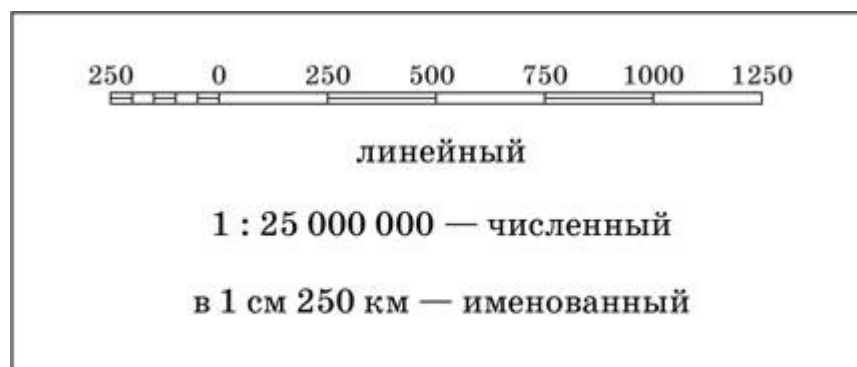 250 0 250 500 750 1000 1250
линейный
1 : 25 000 000 — численный
в 1 см 250 км — именованный